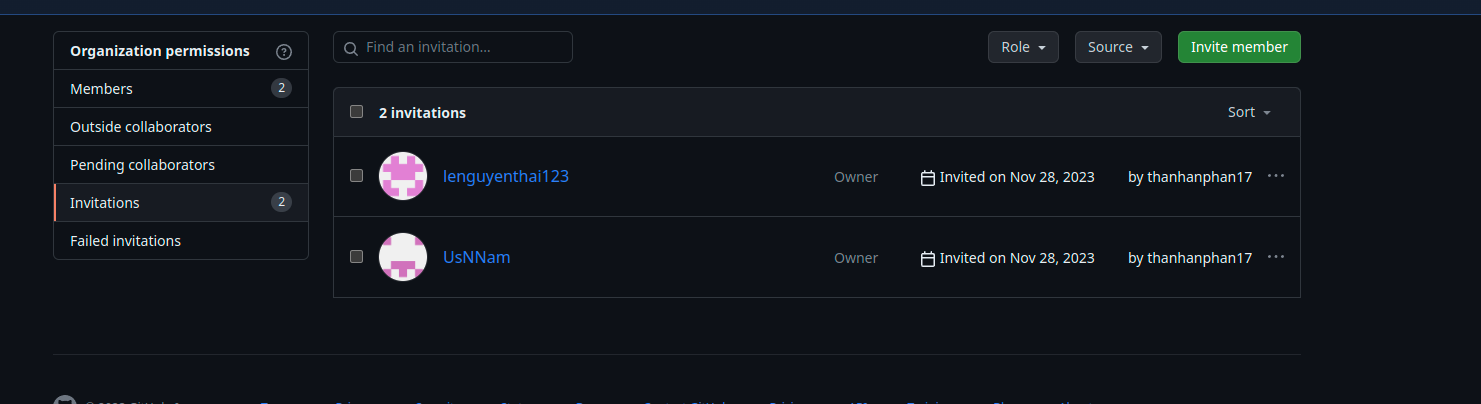 Organization permissions
Members 2
Outside collaborators
Pending collaborators
Invitations 2
Failed invitations
Find an invitation...
Role
Source
Invite member
2 invitations
Sort
lenguyenthai123 Owner Invited on Nov 28, 2023 by thanhanphan17
UsNNam Owner Invited on Nov 28, 2023 by thanhanphan17